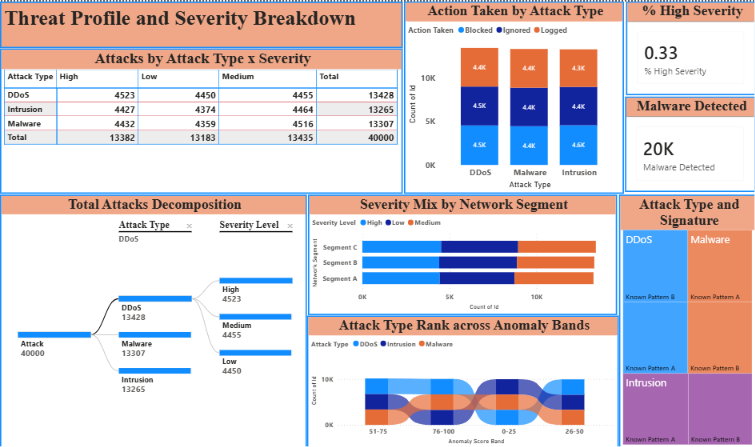 Threat Profile and Severity Breakdown
Attacks by Attack Type x Severity
Attack Type High Low Medium Total
DDoS 4523 4450 4455 13428
Intrusion 4427 4374 4464 13265
Malware 4432 4359 4516 13307
Total 13382 13183 13435 40000
Action Taken by Attack Type
Action Taken Blocked Ignored Logged
Count of Id
10K
5K
0K
4.4K 4.4K 4.3K
4.5K 4.4K 4.4K
4.5K 4.4K 4.6K
DDoS Malware Intrusion
Attack Type
% High Severity
0.33
% High Severity
Malware Detected
20K
Malware Detected
Total Attacks Decomposition
Attack Type ×
DDoS
Severity Level ×
Attack
40000
DDoS
13428
Malware
13307
Intrusion
13265
High
4523
Medium
4455
Low
4450
Severity Mix by Network Segment
Severity Level High Low Medium
Network Segment
Segment C
Segment B
Segment A
0K 5K 10K
Count of Id
Attack Type Rank across Anomaly Bands
Attack Type DDoS Intrusion Malware
Count of Id
10K
0K
51-75 76-100 0-25 26-50
Anomaly Score Band
Attack Type and
Signature
DDoS Malware
Known Pattern B Known Pattern A
Known Pattern A Known Pattern B
Intrusion
Known Pattern A Known Pattern B